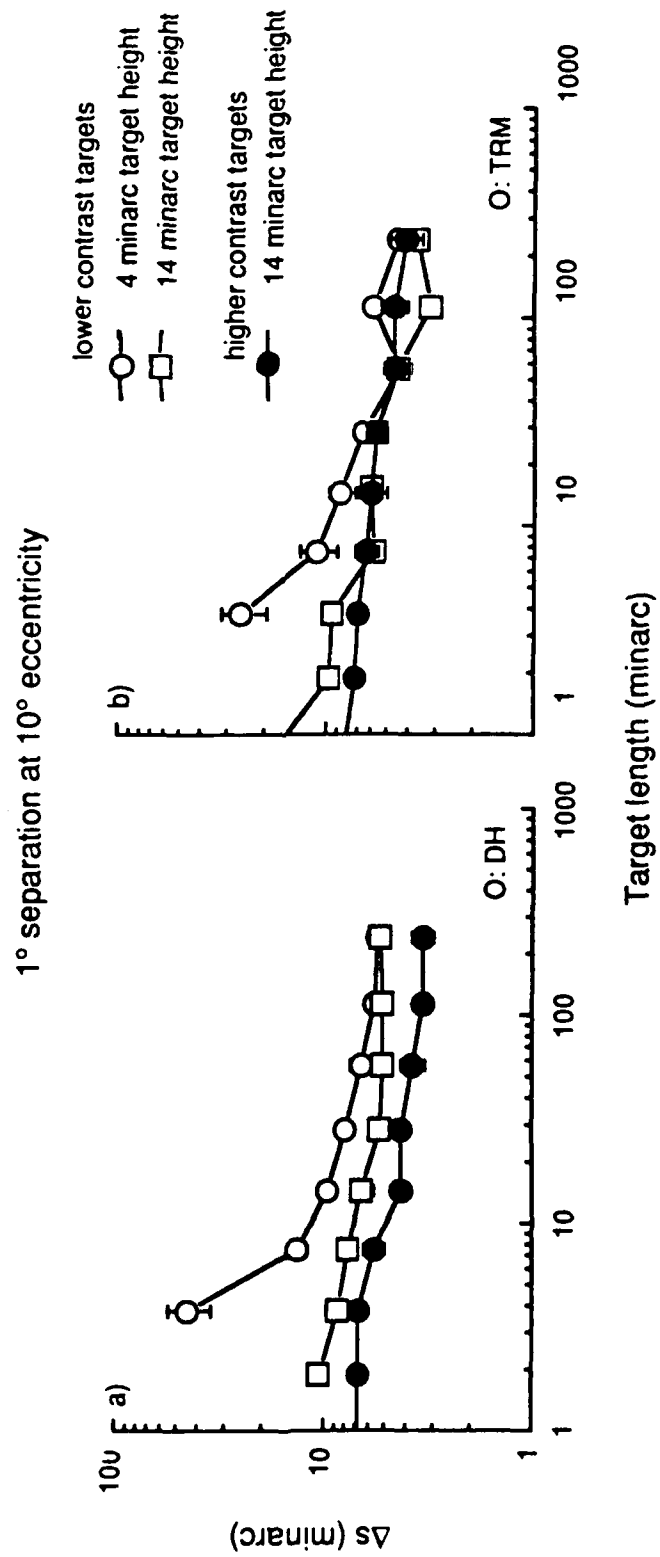 1° separation at 10° eccentricity
lower contrast targets
4 minarc target height
14 minarc target height
higher contrast targets
14 minarc target height
a)
100
10
1
Δs (minarc)
O: DH
1
10
100
1000
b)
O: TRM
1
10
100
1000
Target length (minarc)